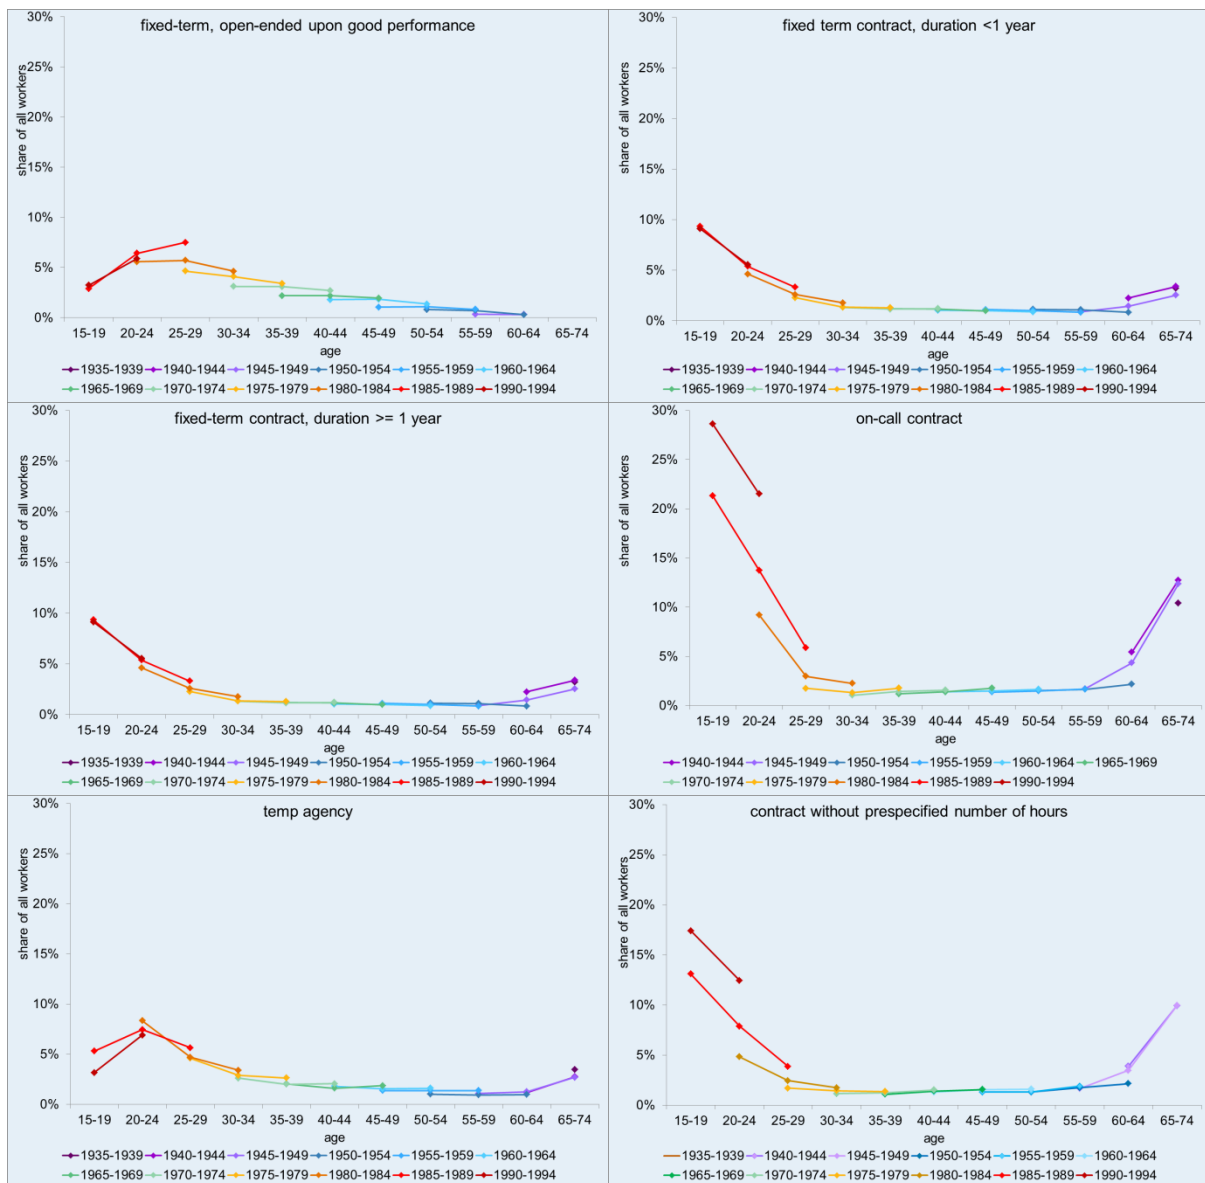 fixed-term, open-ended upon good performance
share of all workers
30%
25%
20%
15%
10%
5%
0%
15-19 20-24 25-29 30-34 35-39 40-44 45-49 50-54 55-59 60-64 65-74
age
1935-1939 1940-1944 1945-1949 1950-1954 1955-1959 1960-1964
1965-1969 1970-1974 1975-1979 1980-1984 1985-1989 1990-1994
fixed term contract, duration <1 year
share of all workers
30%
25%
20%
15%
10%
5%
0%
15-19 20-24 25-29 30-34 35-39 40-44 45-49 50-54 55-59 60-64 65-74
age
1935-1939 1940-1944 1945-1949 1950-1954 1955-1959 1960-1964
1965-1969 1970-1974 1975-1979 1980-1984 1985-1989 1990-1994
fixed-term contract, duration >= 1 year
share of all workers
30%
25%
20%
15%
10%
5%
0%
15-19 20-24 25-29 30-34 35-39 40-44 45-49 50-54 55-59 60-64 65-74
age
1935-1939 1940-1944 1945-1949 1950-1954 1955-1959 1960-1964
1965-1969 1970-1974 1975-1979 1980-1984 1985-1989 1990-1994
on-call contract
share of all workers
30%
25%
20%
15%
10%
5%
0%
15-19 20-24 25-29 30-34 35-39 40-44 45-49 50-54 55-59 60-64 65-74
age
1940-1944 1945-1949 1950-1954 1955-1959 1960-1964 1965-1969
1970-1974 1975-1979 1980-1984 1985-1989 1990-1994
temp agency
share of all workers
30%
25%
20%
15%
10%
5%
0%
15-19 20-24 25-29 30-34 35-39 40-44 45-49 50-54 55-59 60-64 65-74
age
1935-1939 1940-1944 1945-1949 1950-1954 1955-1959 1960-1964
1965-1969 1970-1974 1975-1979 1980-1984 1985-1989 1990-1994
contract without prespecified number of hours
share of all workers
30%
25%
20%
15%
10%
5%
0%
15-19 20-24 25-29 30-34 35-39 40-44 45-49 50-54 55-59 60-64 65-74
age
1935-1939 1940-1944 1945-1949 1950-1954 1955-1959 1960-1964
1965-1969 1970-1974 1975-1979 1980-1984 1985-1989 1990-1994